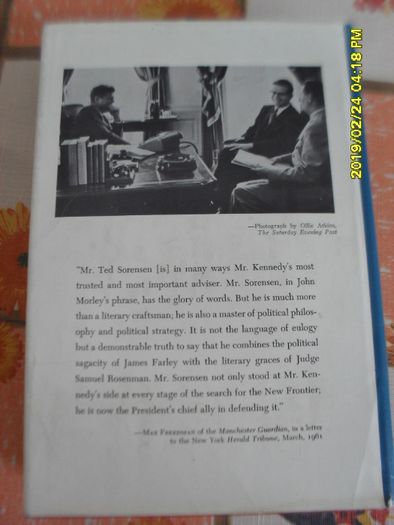 2019/02/24 04:18 PM
—Photograph by Ollie Atkins,
The Saturday Evening Post
"Mr. Ted Sorensen [is] in many ways Mr. Kennedy's most
trusted and most important adviser. Mr. Sorensen, in John
Morley's phrase, has the glory of words. But he is much more
than a literary craftsman; he is also a master of political philos-
ophy and political strategy. It is not the language of eulogy
but a demonstrable truth to say that he combines the political
sagacity of James Farley with the literary graces of Judge
Samuel Rosenman. Mr. Sorensen not only stood at Mr. Ken-
nedy's side at every stage of the search for the New Frontier;
he is now the President's chief ally in defending it."
—Max Freedman of the Manchester Guardian, in a letter
to the New York Herald Tribune, March, 1961